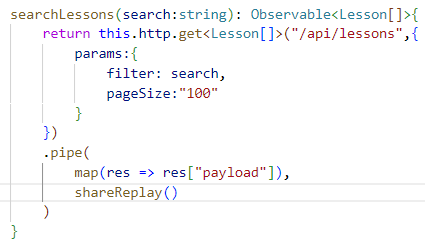 searchLessons(search:string): Observable<Lesson[]>{
return this.http.get<Lesson[]>("/api/lessons",{
params:{
filter: search,
pageSize:"100"
}
})
.pipe(
map(res => res["payload"]),
shareReplay()
)
}